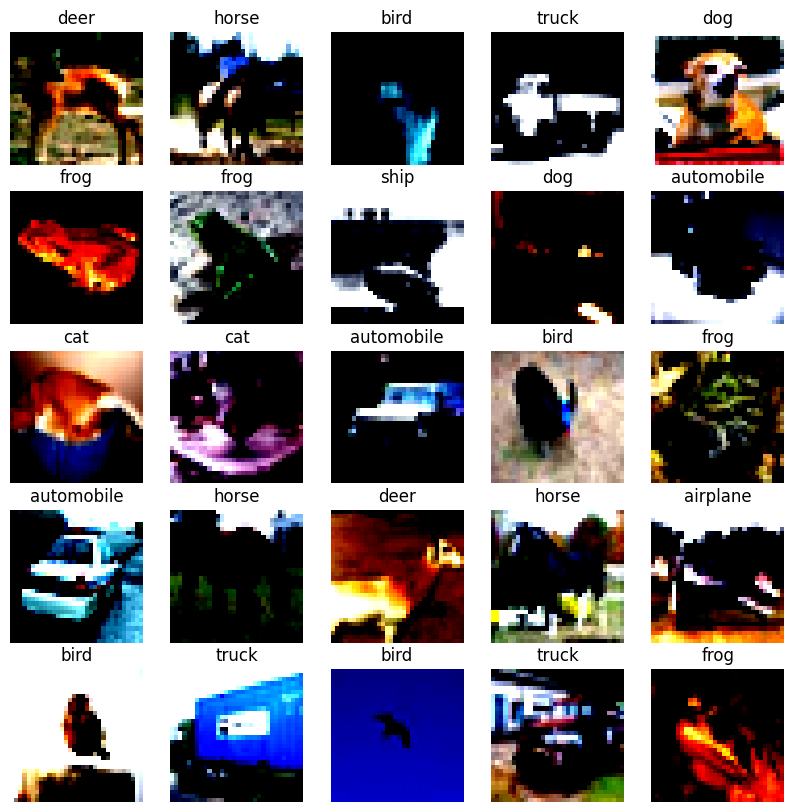 deer horse bird truck dog
frog frog ship dog automobile
cat cat automobile bird frog
automobile horse deer horse airplane
bird truck bird truck frog